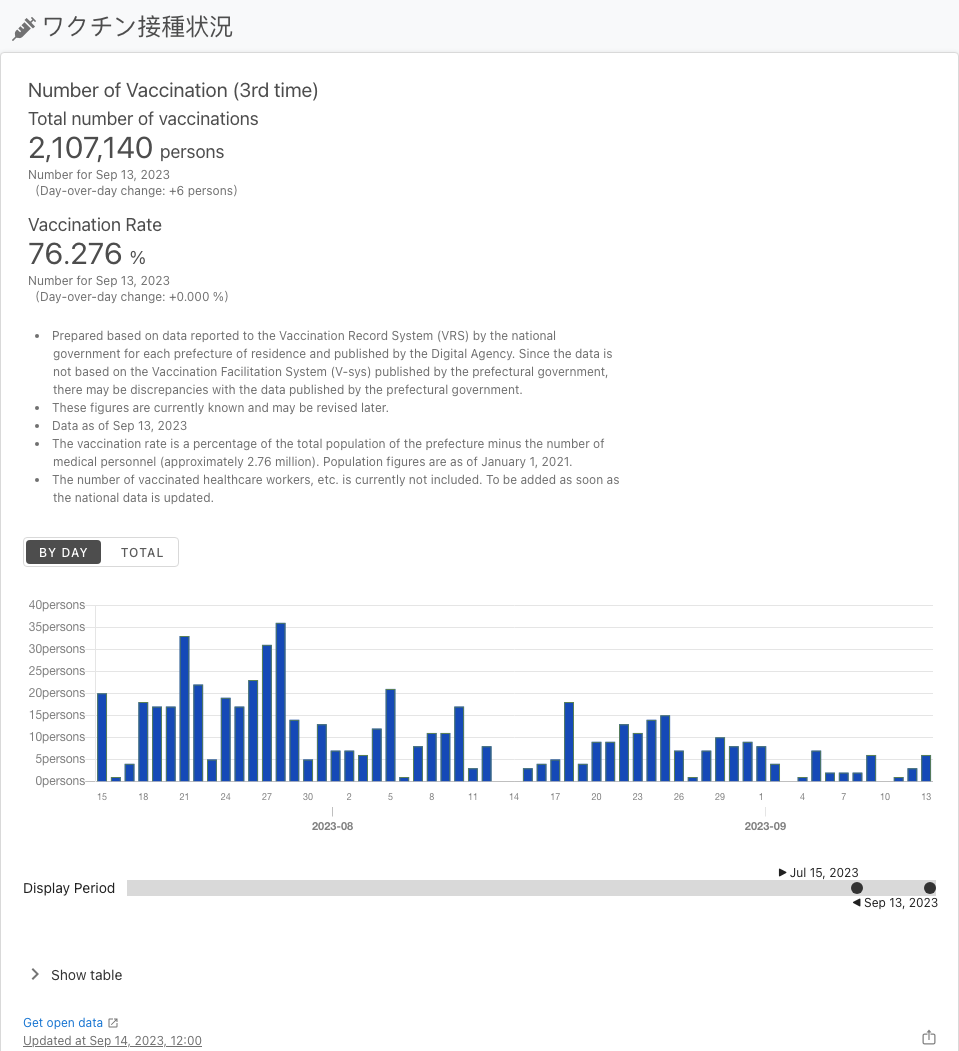 ワクチン接種状況
Number of Vaccination (3rd time)
Total number of vaccinations
2,107,140 persons
Number for Sep 13, 2023
(Day-over-day change: +6 persons)
Vaccination Rate
76.276 %
Number for Sep 13, 2023
(Day-over-day change: +0.000 %)
• Prepared based on data reported to the Vaccination Record System (VRS) by the national
government for each prefecture of residence and published by the Digital Agency. Since the data is
not based on the Vaccination Facilitation System (V-sys) published by the prefectural government,
there may be discrepancies with the data published by the prefectural government.
• These figures are currently known and may be revised later.
• Data as of Sep 13, 2023
• The vaccination rate is a percentage of the total population of the prefecture minus the number of
medical personnel (approximately 2.76 million). Population figures are as of January 1, 2021.
• The number of vaccinated healthcare workers, etc. is currently not included. To be added as soon as
the national data is updated.
BY DAY TOTAL
40persons
35persons
30persons
25persons
20persons
15persons
10persons
5persons
0persons
15 18 21 24 27 30 2 5 8 11 14 17 20 23 26 29 1 4 7 10 13
2023-08 2023-09
Jul 15, 2023
Display Period
Sep 13, 2023
Show table
Get open data
Updated at Sep 14, 2023, 12:00